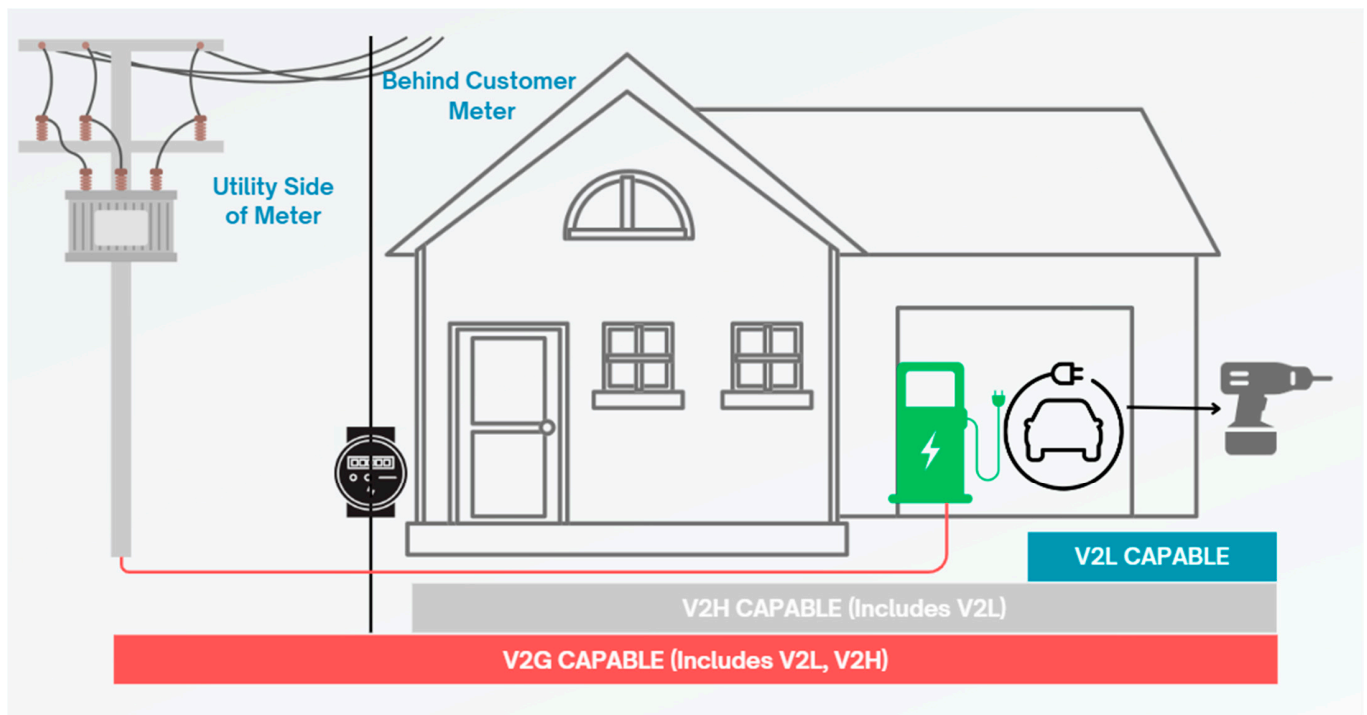 Behind Customer
Meter
Utility Side
of Meter
V2L CAPABLE
V2H CAPABLE (Includes V2L)
V2G CAPABLE (Includes V2L, V2H)